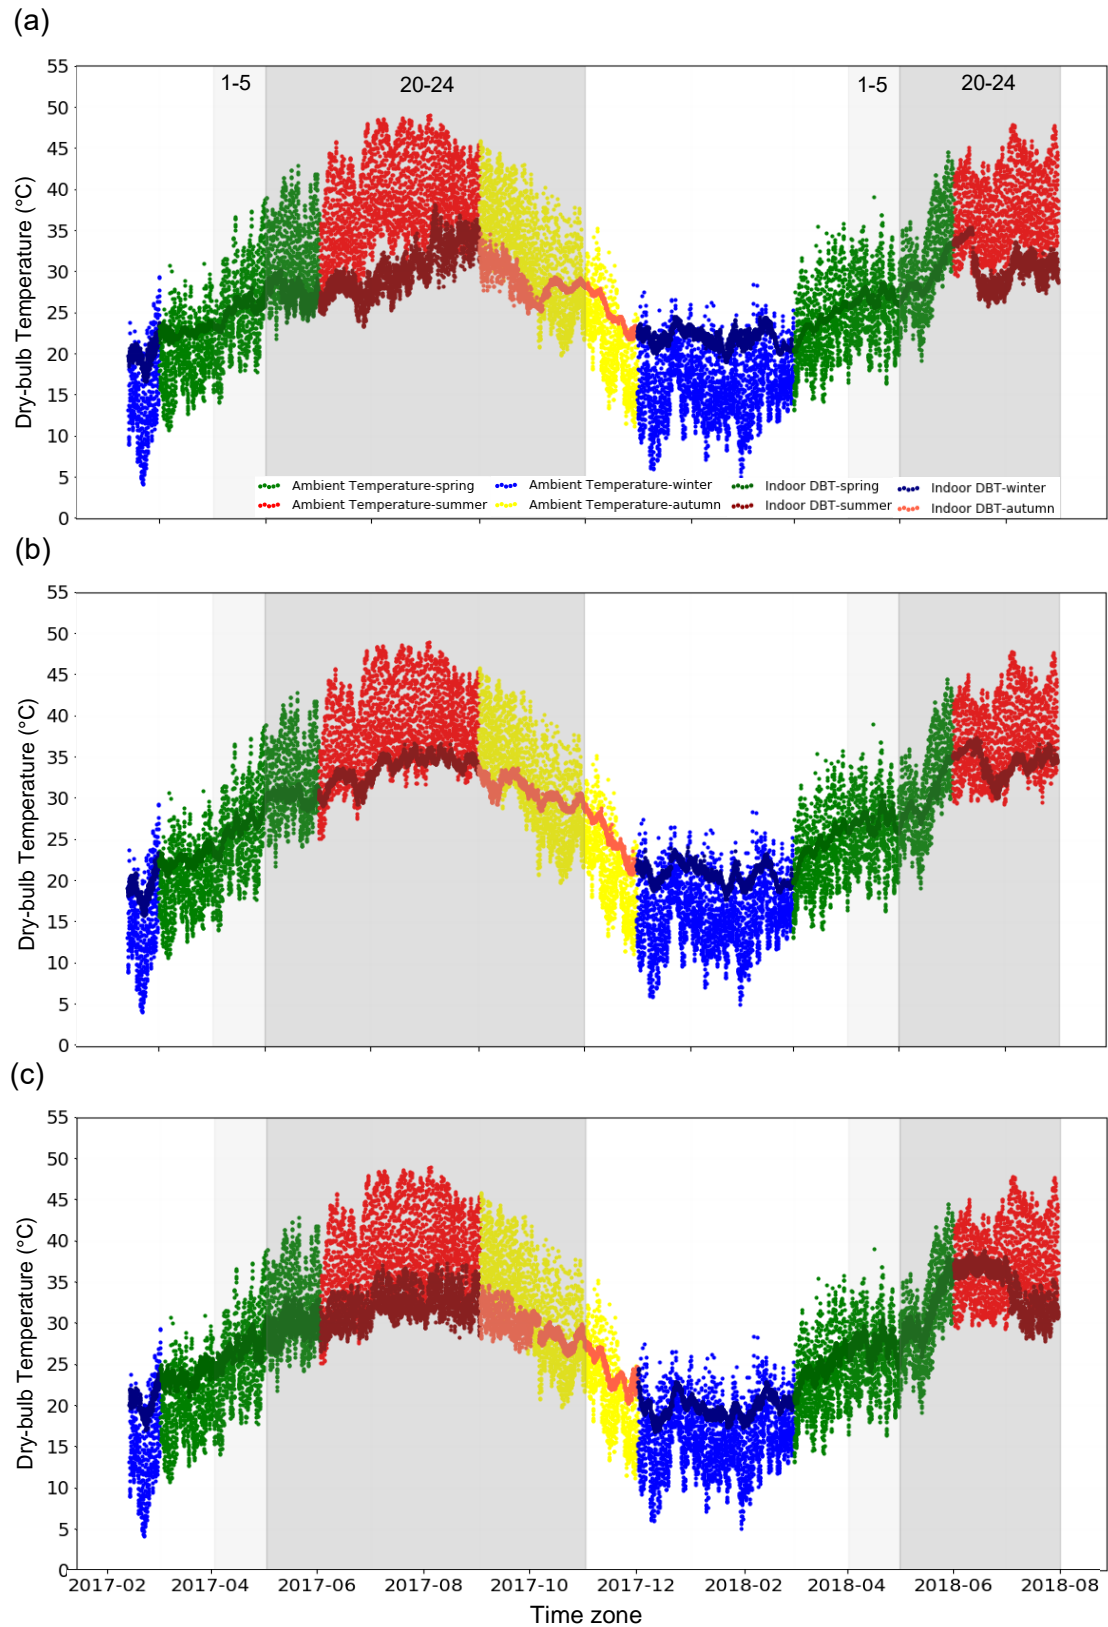 (a)
55
50
45
40
35
30
25
20
15
10
5
0
Dry-bulb Temperature (°C)
1-5
20-24
1-5
20-24
Ambient Temperature-spring
Ambient Temperature-winter
Indoor DBT-spring
Indoor DBT-winter
Ambient Temperature-summer
Ambient Temperature-autumn
Indoor DBT-summer
Indoor DBT-autumn
(b)
55
50
45
40
35
30
25
20
15
10
5
0
Dry-bulb Temperature (°C)
(c)
55
50
45
40
35
30
25
20
15
10
5
0
Dry-bulb Temperature (°C)
2017-02 2017-04 2017-06 2017-08 2017-10 2017-12 2018-02 2018-04 2018-06 2018-08
Time zone